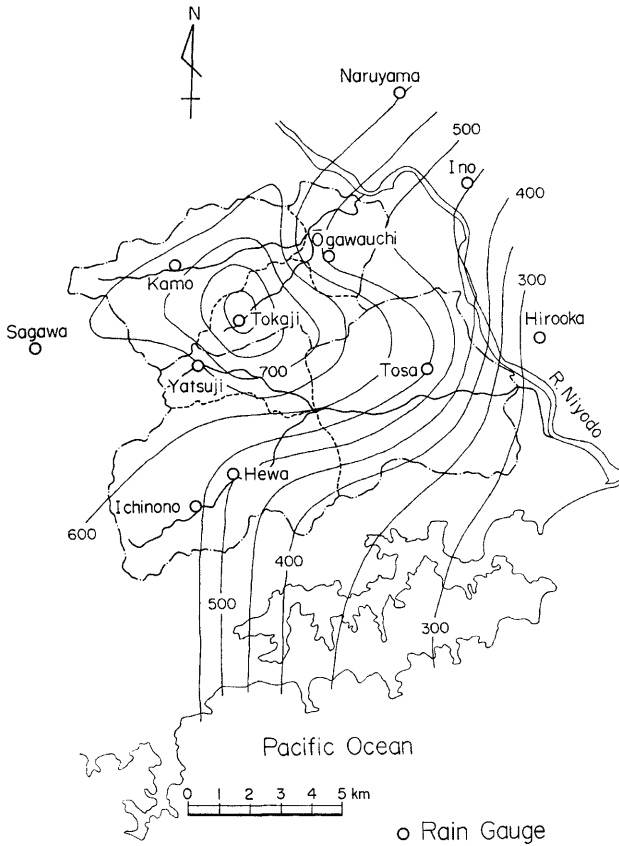 N
Naruyama
500
Ino
400
Ōgawauchi
Kamo
300
Tokaji
Hirooka
Sagawa
700
Tosa
Yatsuji
R. Niyodo
Hewa
Ichinono
600
400
500
300
Pacific Ocean
0 1 2 3 4 5 km
Rain Gauge